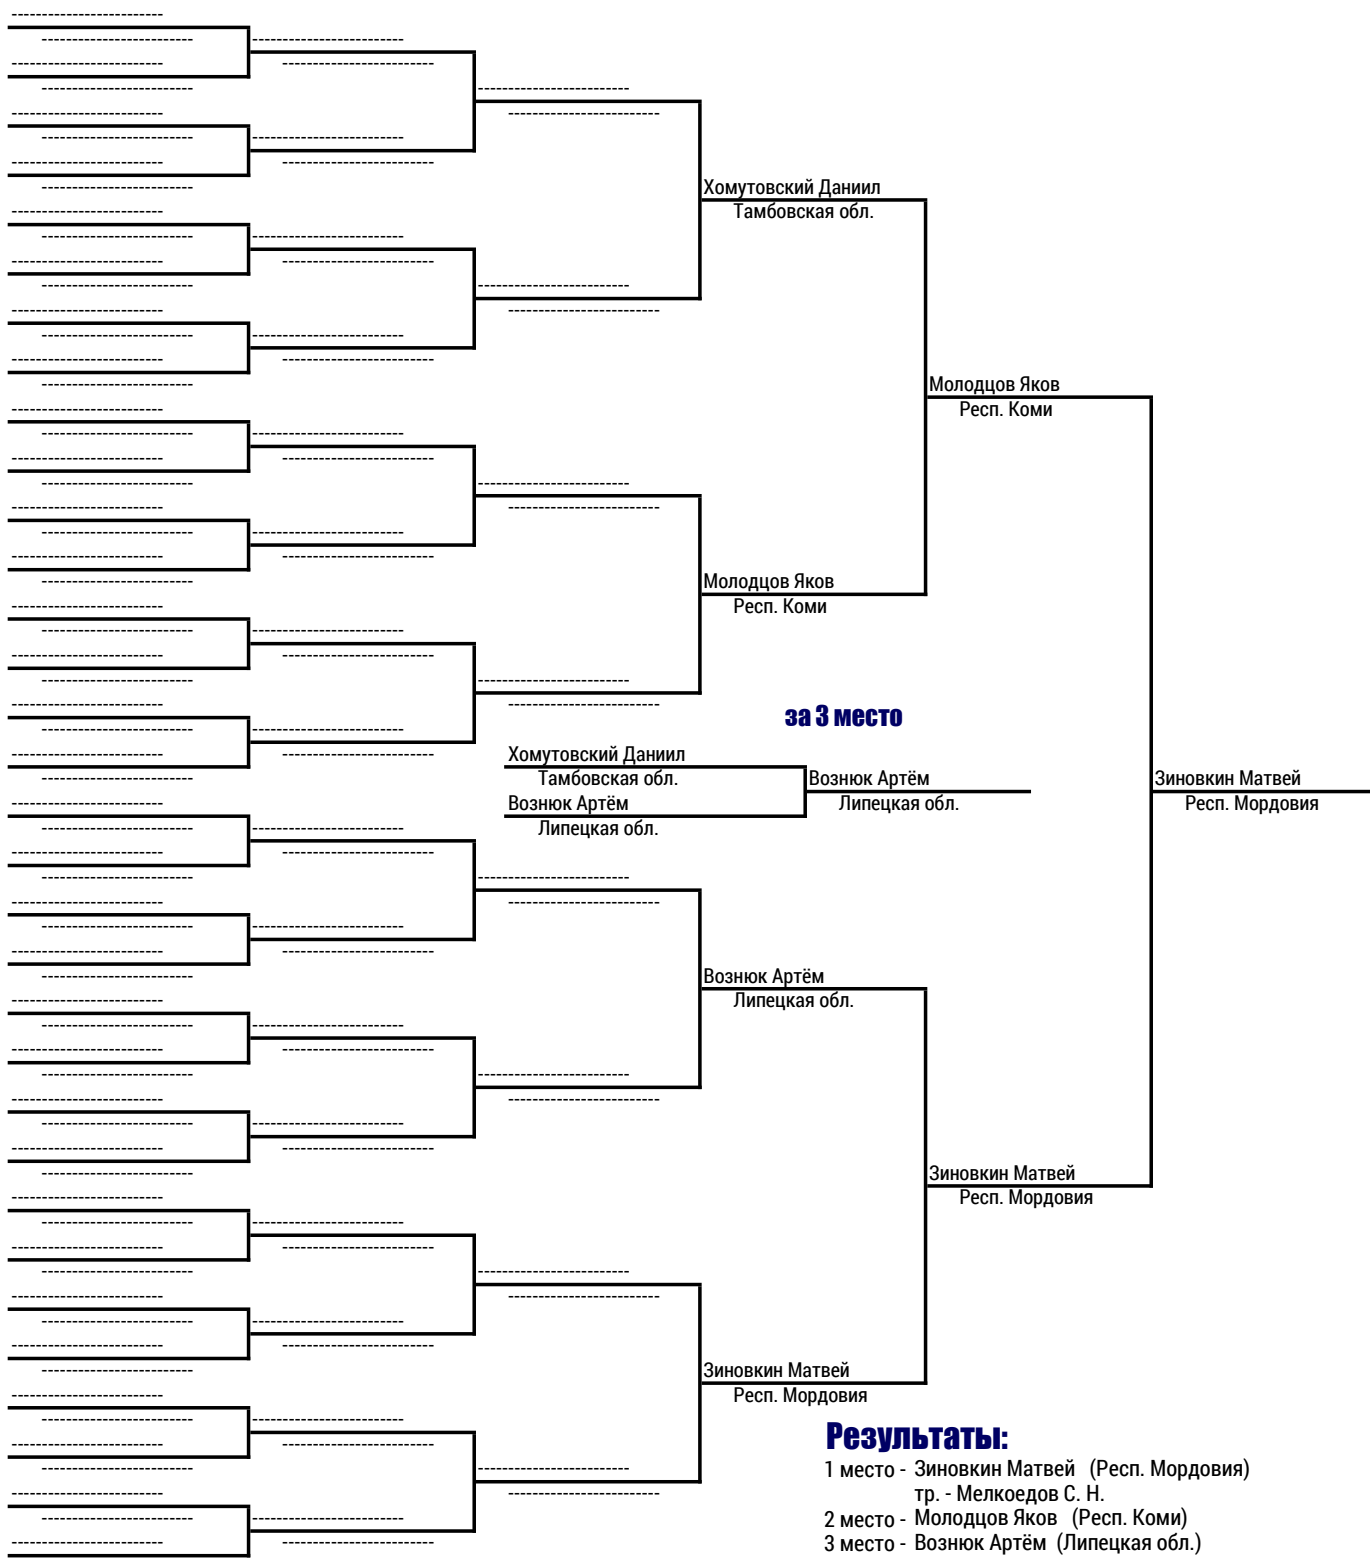 Хомутовский Даниил
Тамбовская обл.
Молодцов Яков
Респ. Коми
Молодцов Яков
Респ. Коми
за 3 место
Хомутовский Даниил
Тамбовская обл.
Вознюк Артём
Липецкая обл.
Вознюк Артём
Липецкая обл.
Зиновкин Матвей
Респ. Мордовия
Вознюк Артём
Липецкая обл.
Зиновкин Матвей
Респ. Мордовия
Зиновкин Матвей
Респ. Мордовия
Результаты:
1 место - Зиновкин Матвей (Респ. Мордовия)
тр. - Мелкоедов С. Н.
2 место - Молодцов Яков (Респ. Коми)
3 место - Вознюк Артём (Липецкая обл.)